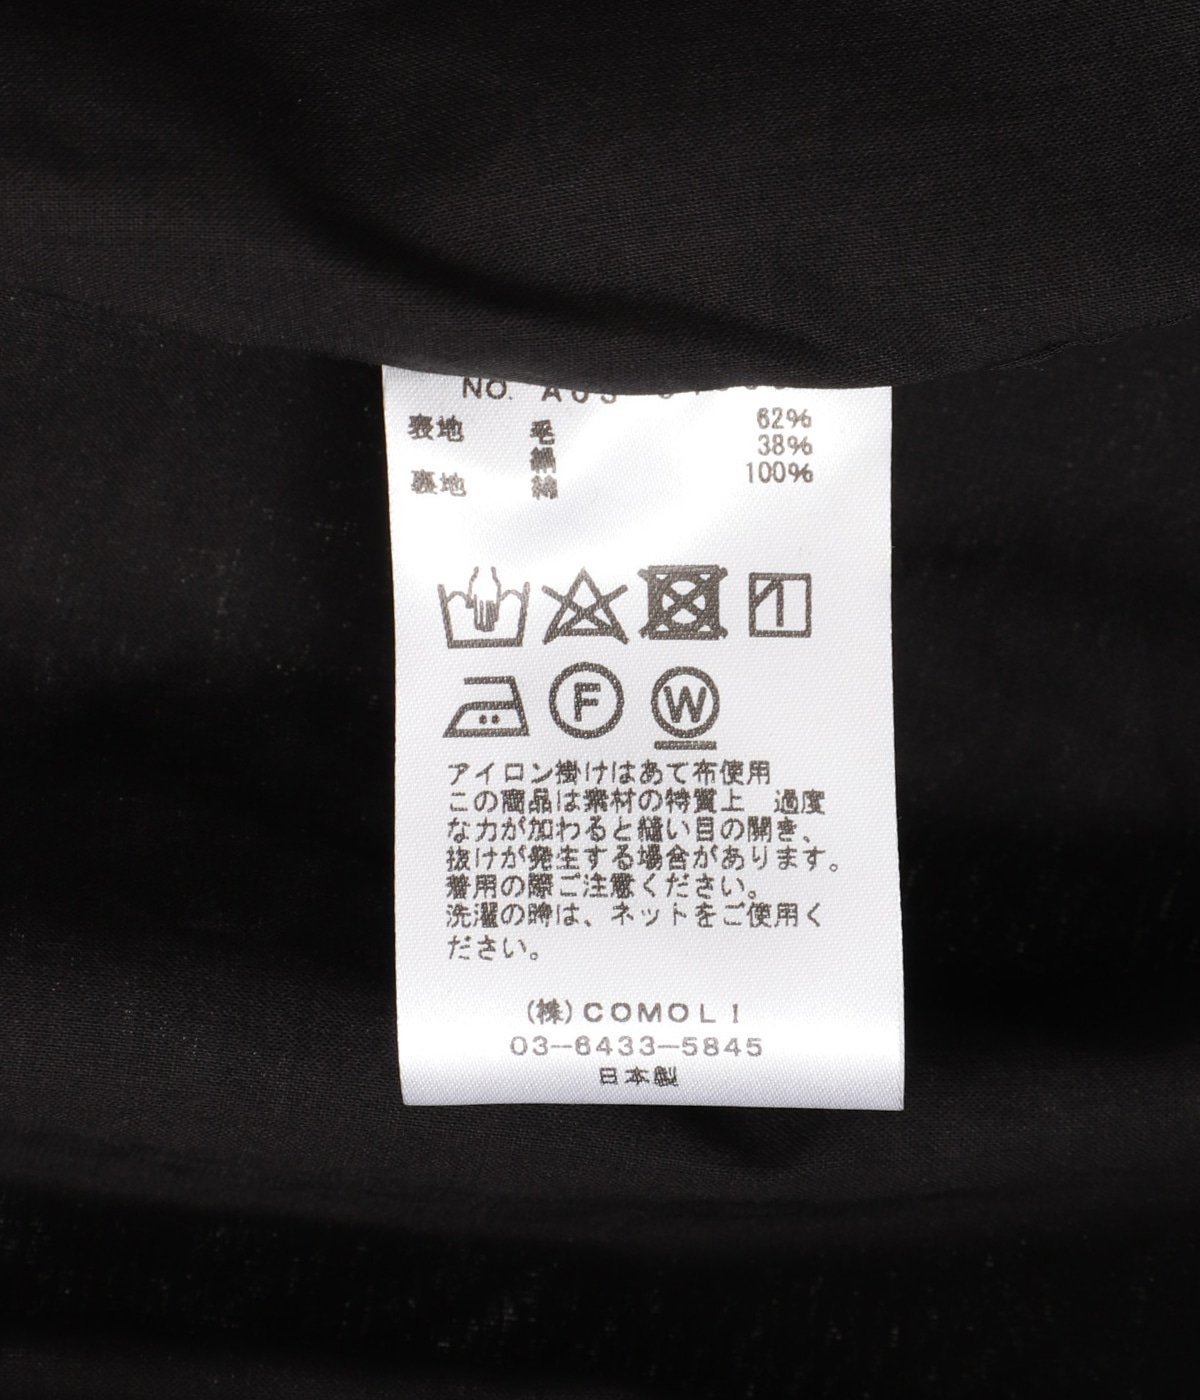 NO. A03
表地 毛 62%
絹 38%
裏地 綿 100%
F W
アイロン掛けはあて布使用
この商品は素材の特質上 過度
な力が加わると縫い目の開き、
抜けが発生する場合があります。
着用の際ご注意ください。
洗濯の時は、ネットをご使用く
ださい。
(株)COMOLI
03-6433-5845
日本製